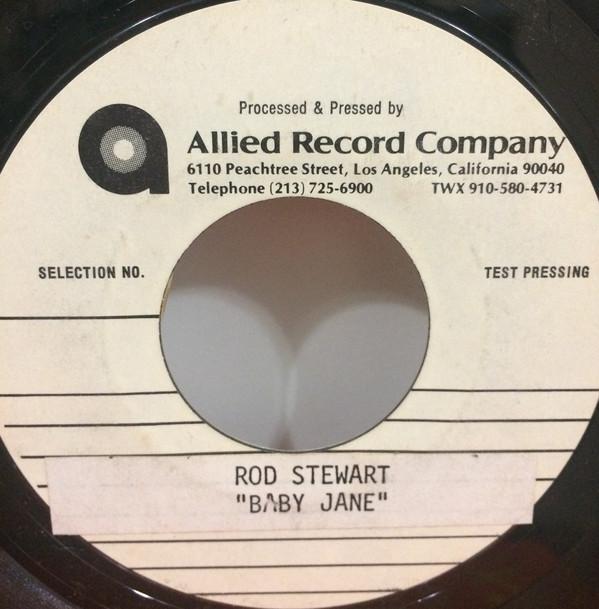 Processed & Pressed by
Allied Record Company
6110 Peachtree Street, Los Angeles, California 90040
Telephone (213) 725-6900 TWX 910-580-4731
SELECTION NO. TEST PRESSING
ROD STEWART
"BABY JANE"